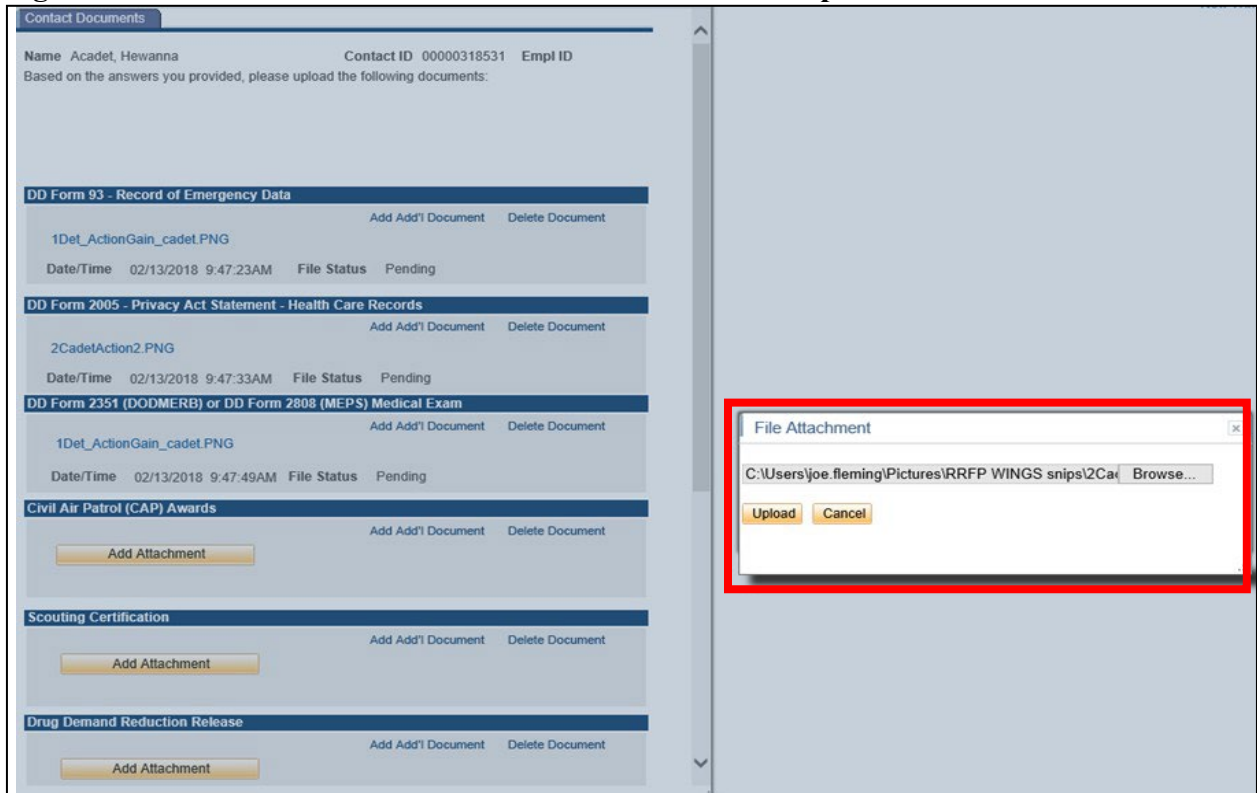 Contact Documents
Name Acadet, Hewanna Contact ID 00000318531 Empl ID
Based on the answers you provided, please upload the following documents:
DD Form 93 - Record of Emergency Data
Add Add'l Document Delete Document
1Det_ActionGain_cadet.PNG
Date/Time 02/13/2018 9:47:23AM File Status Pending
DD Form 2005 - Privacy Act Statement - Health Care Records
Add Add'l Document Delete Document
2CadetAction2.PNG
Date/Time 02/13/2018 9:47:33AM File Status Pending
DD Form 2351 (DODMERB) or DD Form 2808 (MEPS) Medical Exam
Add Add'l Document Delete Document
1Det_ActionGain_cadet.PNG
Date/Time 02/13/2018 9:47:49AM File Status Pending
Civil Air Patrol (CAP) Awards
Add Add'l Document Delete Document
Add Attachment
Scouting Certification
Add Add'l Document Delete Document
Add Attachment
Drug Demand Reduction Release
Add Add'l Document Delete Document
Add Attachment
File Attachment
C:\Users\joe.fleming\Pictures\RRFP WINGS snips\2Ca Browse...
Upload Cancel